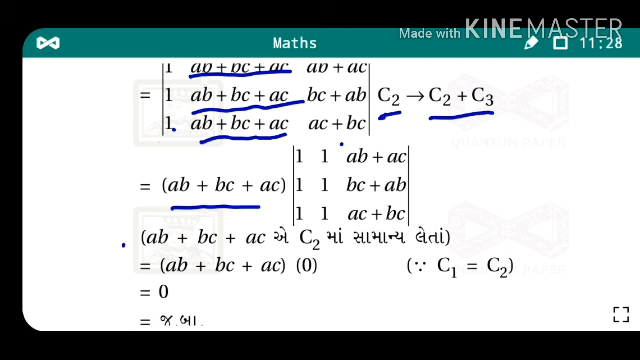 Made with KINEMASTER
Maths
11:28
|1 ab + bc + ac ab + ac|
= |1 ab + bc + ac bc + ab| C₂ → C₂ + C₃
|1 ab + bc + ac ac + bc|
|1 1 ab + ac|
= (ab + bc + ac) |1 1 bc + ab|
|1 1 ac + bc|
(ab + bc + ac એ C₂ માં સામાન્ય લેતાં)
= (ab + bc + ac) (0) (∵ C₁ = C₂)
= 0
= જ.બા.
QUANTUM PAPER